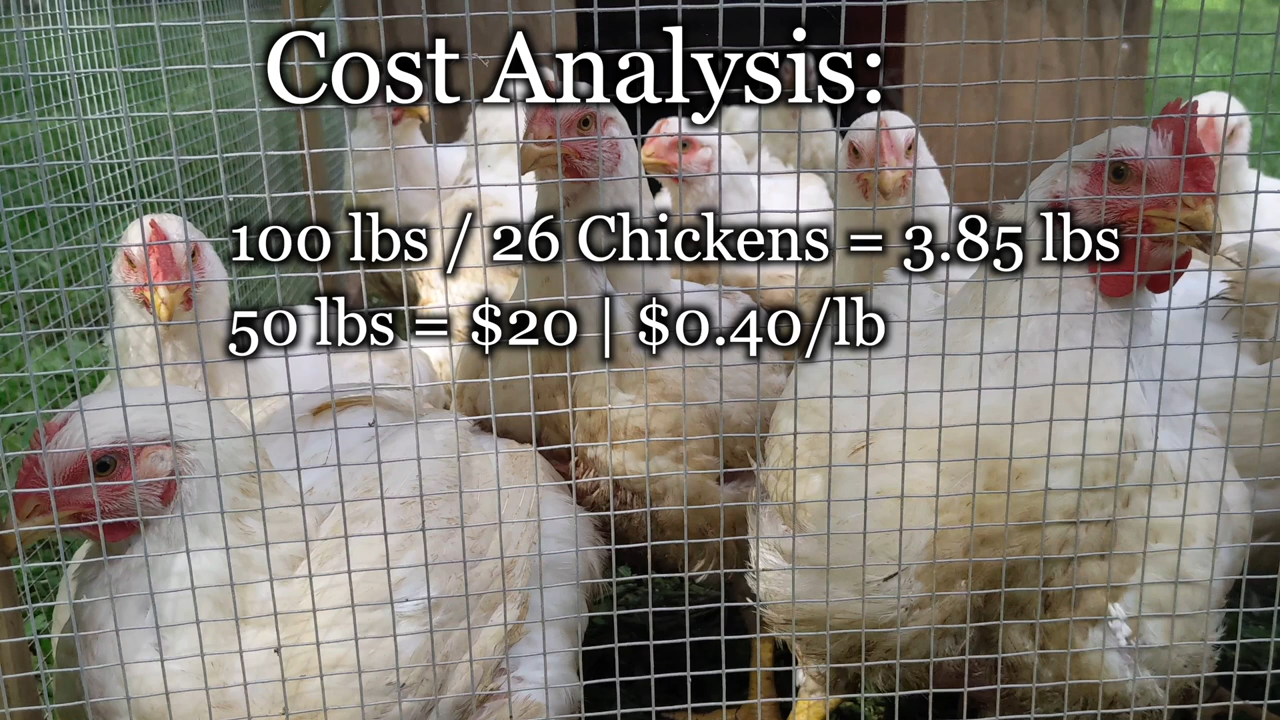 Cost Analysis:
100 lbs / 26 Chickens = 3.85 lbs
50 lbs = $20 | $0.40/lb